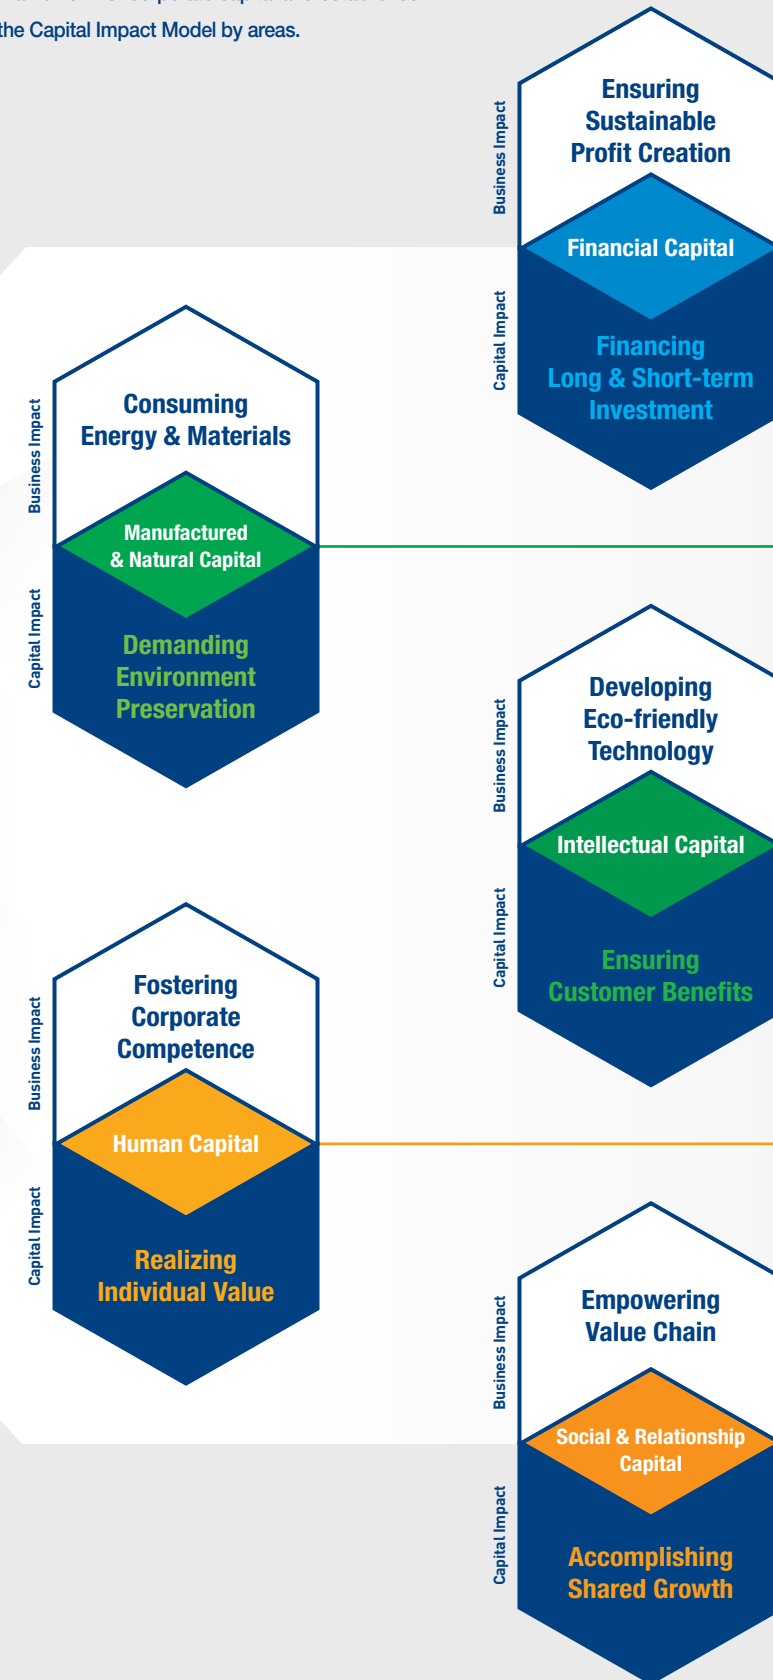 the Capital Impact Model by areas.
Business Impact
Ensuring
Sustainable
Profit Creation
Financial Capital
Capital Impact
Financing
Long & Short-term
Investment
Business Impact
Consuming
Energy & Materials
Manufactured
& Natural Capital
Capital Impact
Demanding
Environment
Preservation
Business Impact
Developing
Eco-friendly
Technology
Intellectual Capital
Capital Impact
Ensuring
Customer Benefits
Business Impact
Fostering
Corporate
Competence
Human Capital
Capital Impact
Realizing
Individual Value
Business Impact
Empowering
Value Chain
Social & Relationship
Capital
Capital Impact
Accomplishing
Shared Growth